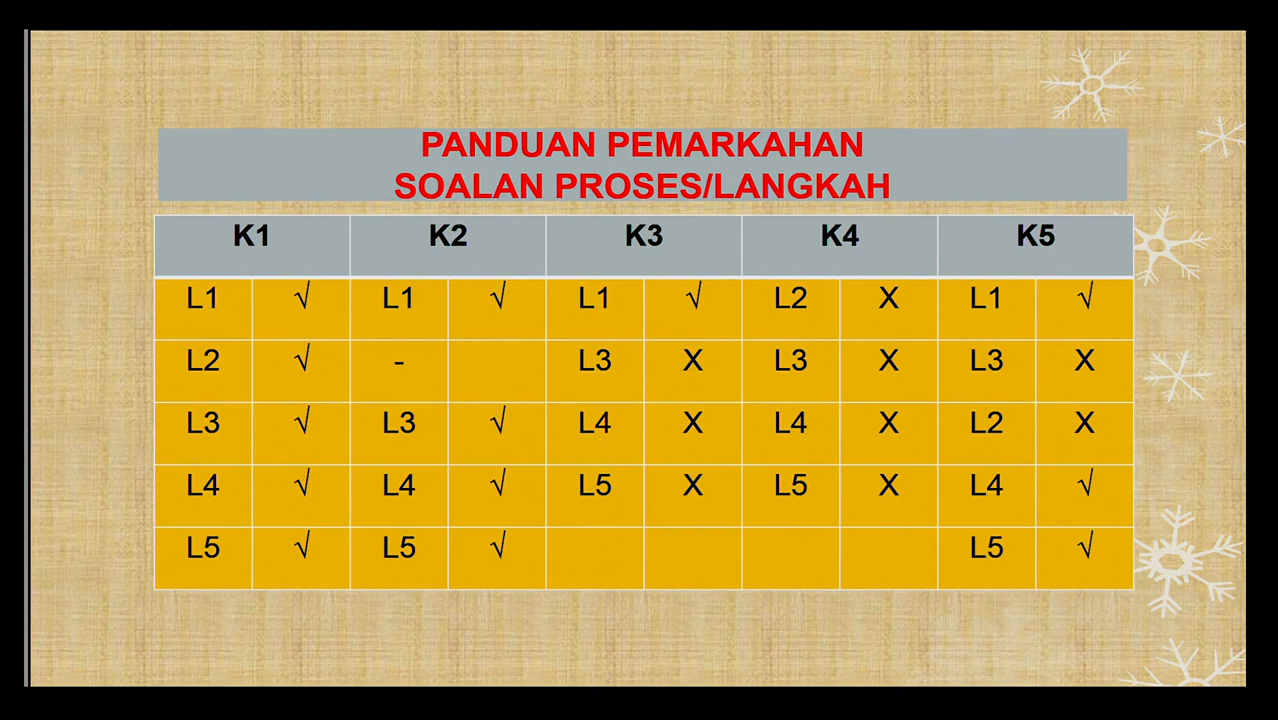 PANDUAN PEMARKAHAN
SOALAN PROSES/LANGKAH
K1 K2 K3 K4 K5
L1 √ L1 √ L1 √ L2 X L1 √
L2 √ - L3 X L3 X L3 X
L3 √ L3 √ L4 X L4 X L2 X
L4 √ L4 √ L5 X L5 X L4 √
L5 √ L5 √ L5 √